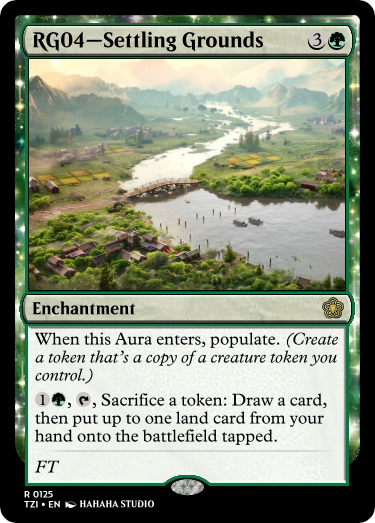 RG04—Settling Grounds 3
Enchantment
When this Aura enters, populate. (Create
a token that's a copy of a creature token you
control.)
1, , Sacrifice a token: Draw a card,
then put up to one land card from your
hand onto the battlefield tapped.
FT
R 0125
TZI • EN HAHAHA STUDIO